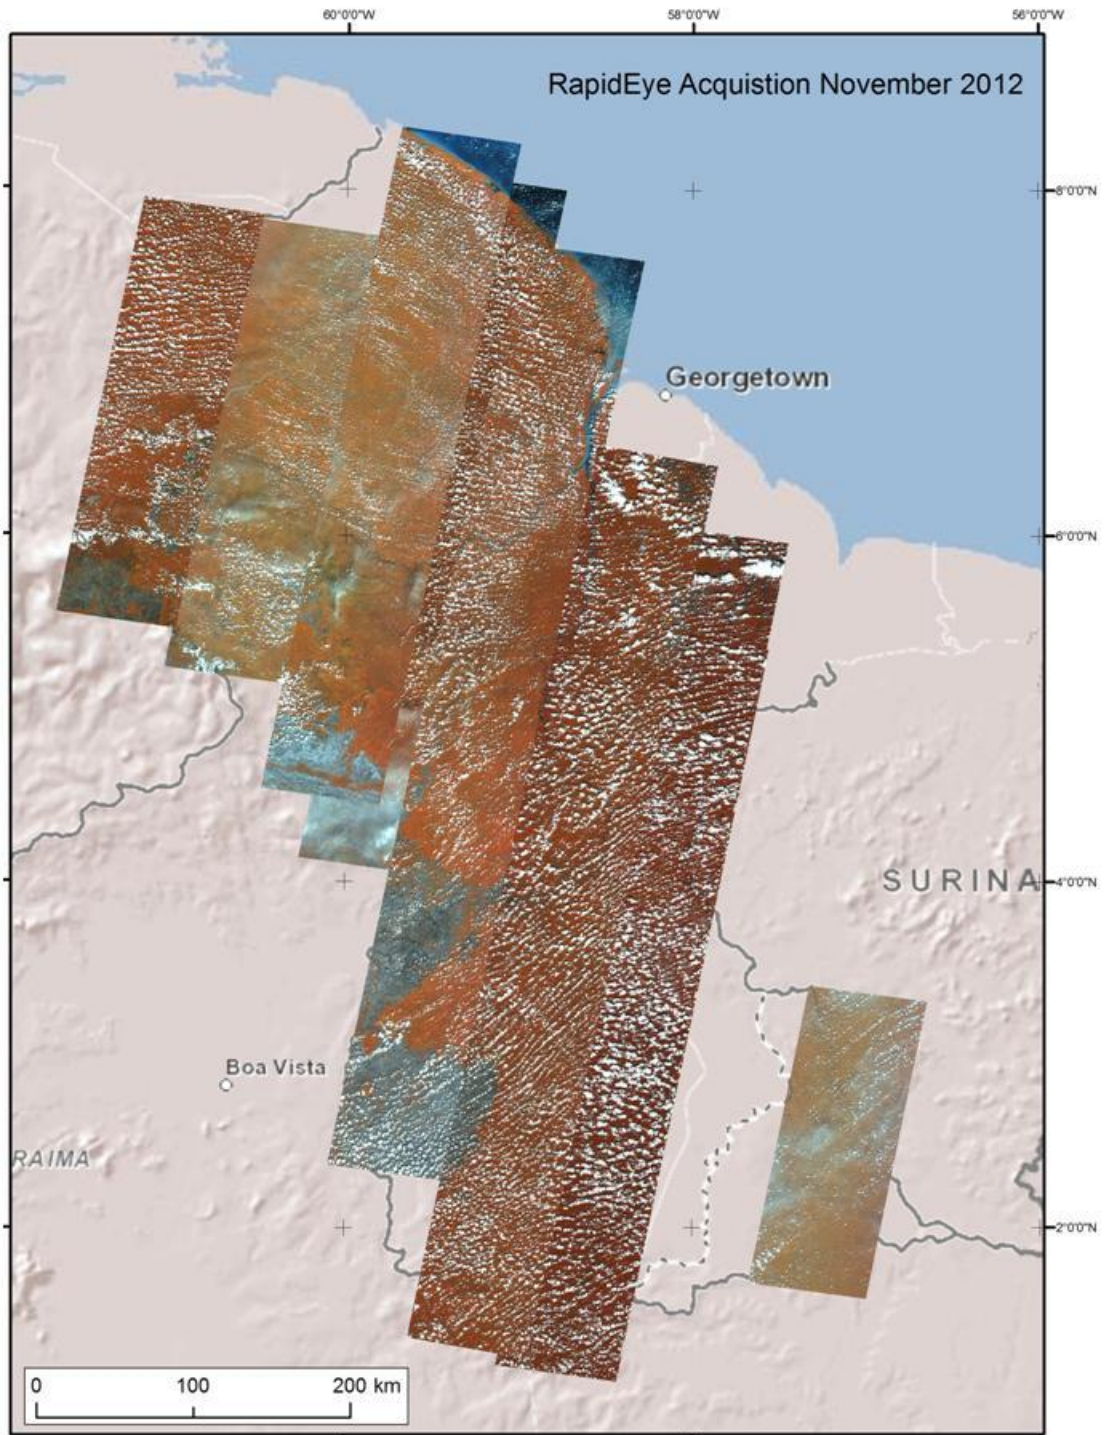 60°0'0"W 58°0'0"W 56°0'0"W
RapidEye Acquistion November 2012
8°0'0"N
Georgetown
6°0'0"N
SURINA
4°0'0"N
Boa Vista
RAIMA
2°0'0"N
0 100 200 km